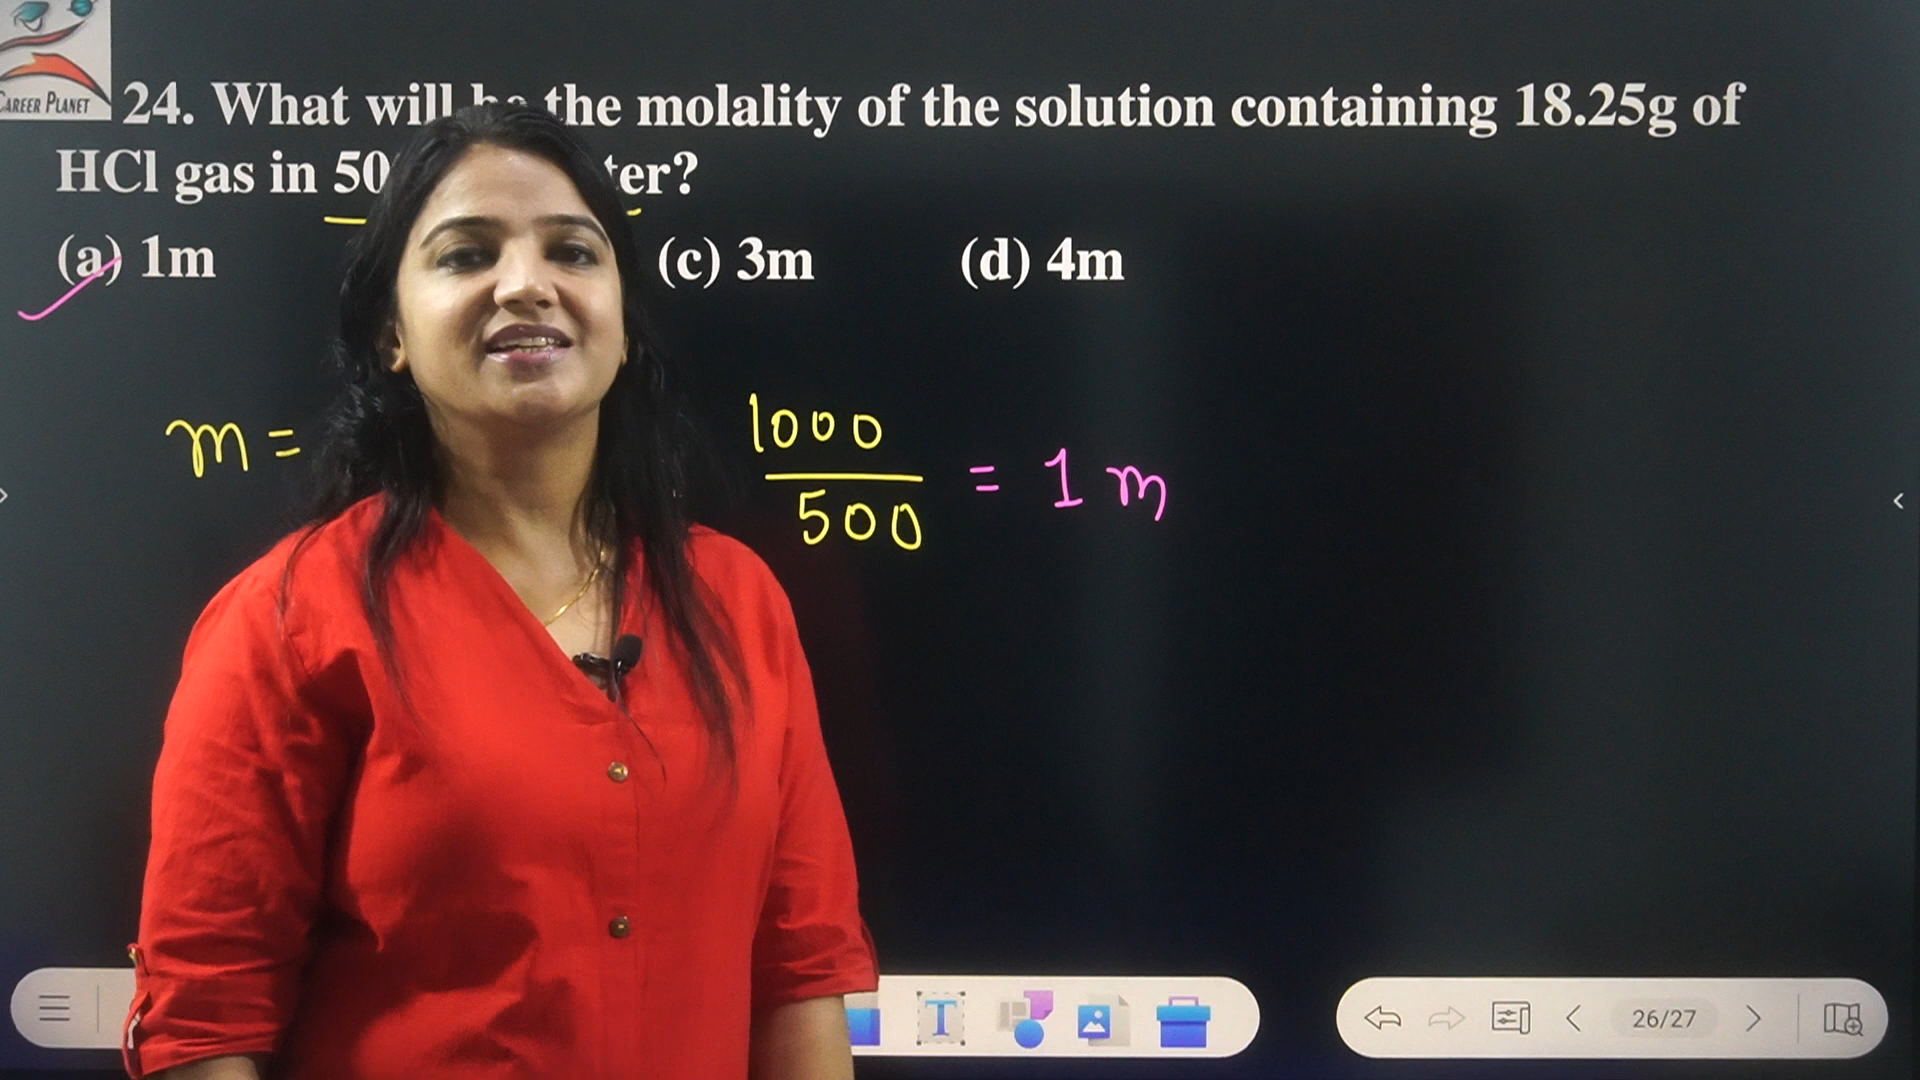 CAREER PLANET
24. What will be the molality of the solution containing 18.25g of
HCl gas in 50 ter?
(a) 1m (c) 3m (d) 4m
m = 1000 / 500 = 1 m
T
26/27